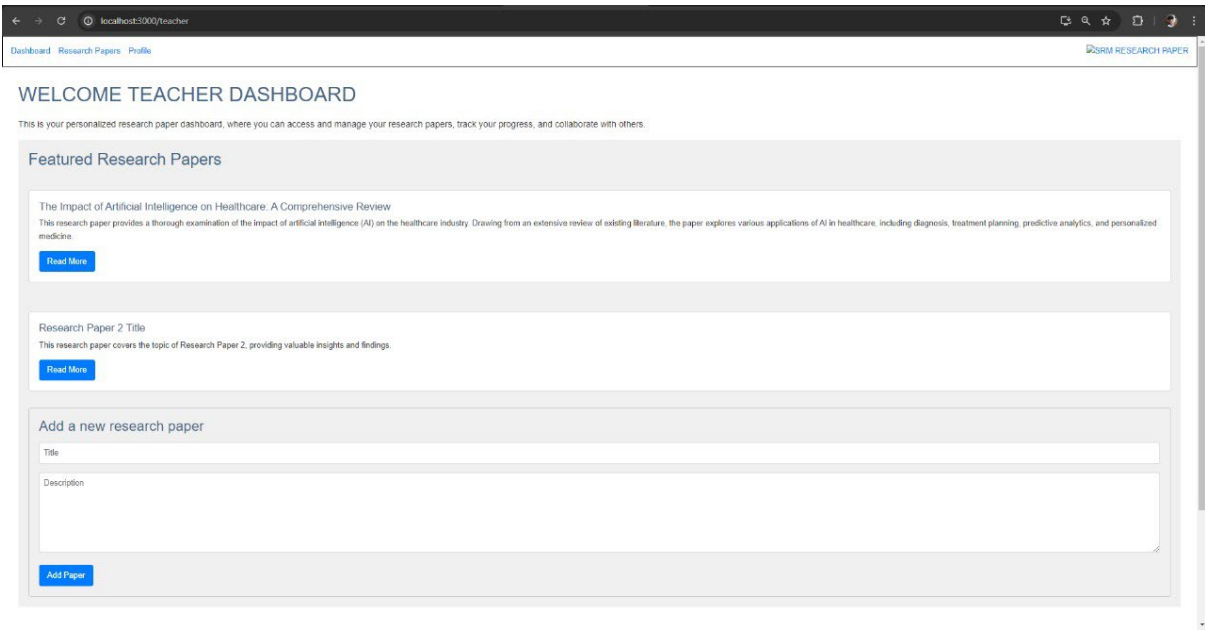 localhost:3000/teacher
Dashboard Research Papers Profile
SRM RESEARCH PAPER
WELCOME TEACHER DASHBOARD
This is your personalized research paper dashboard, where you can access and manage your research papers, track your progress, and collaborate with others.
Featured Research Papers
The Impact of Artificial Intelligence on Healthcare: A Comprehensive Review
This research paper provides a thorough examination of the impact of artificial intelligence (AI) on the healthcare industry. Drawing from an extensive review of existing literature, the paper explores various applications of AI in healthcare, including diagnosis, treatment planning, predictive analytics, and personalized
medicine.
Read More
Research Paper 2 Title
This research paper covers the topic of Research Paper 2, providing valuable insights and findings.
Read More
Add a new research paper
Title
Description
Add Paper